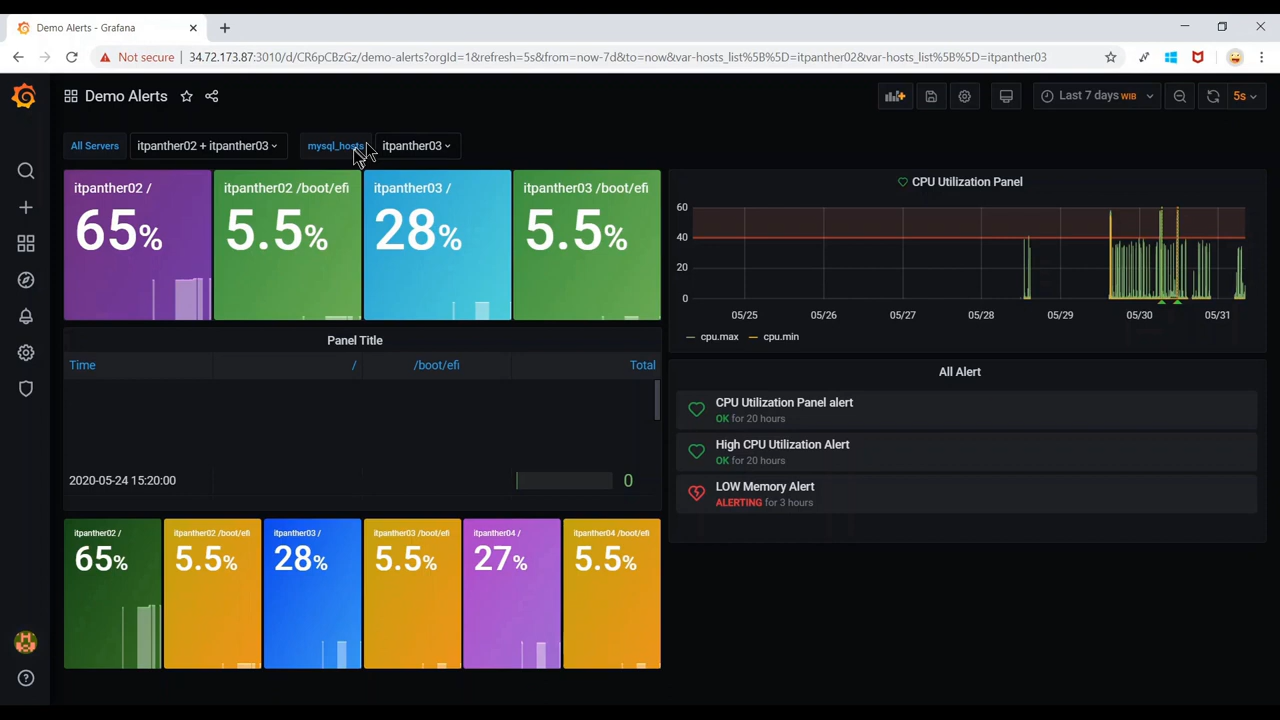 Demo Alerts - Grafana
Not secure
34.72.173.87:3010/d/CR6pCBzGz/demo-alerts?orgId=1&refresh=5s&from=now-7d&to=now&var-hosts_list%5B%5D=itpanther02&var-hosts_list%5B%5D=itpanther03
Demo Alerts
Last 7 days WIB
5s
All Servers
itpanther02 + itpanther03
mysql_hosts
itpanther03
itpanther02 /
65%
itpanther02 /boot/efi
5.5%
itpanther03 /
28%
itpanther03 /boot/efi
5.5%
CPU Utilization Panel
60
40
20
0
05/25 05/26 05/27 05/28 05/29 05/30 05/31
cpu.max cpu.min
Panel Title
Time / /boot/efi Total
2020-05-24 15:20:00 0
All Alert
CPU Utilization Panel alert
OK for 20 hours
High CPU Utilization Alert
OK for 20 hours
LOW Memory Alert
ALERTING for 3 hours
itpanther02 /
65%
itpanther02 /boot/efi
5.5%
itpanther03 /
28%
itpanther03 /boot/efi
5.5%
itpanther04 /
27%
itpanther04 /boot/efi
5.5%